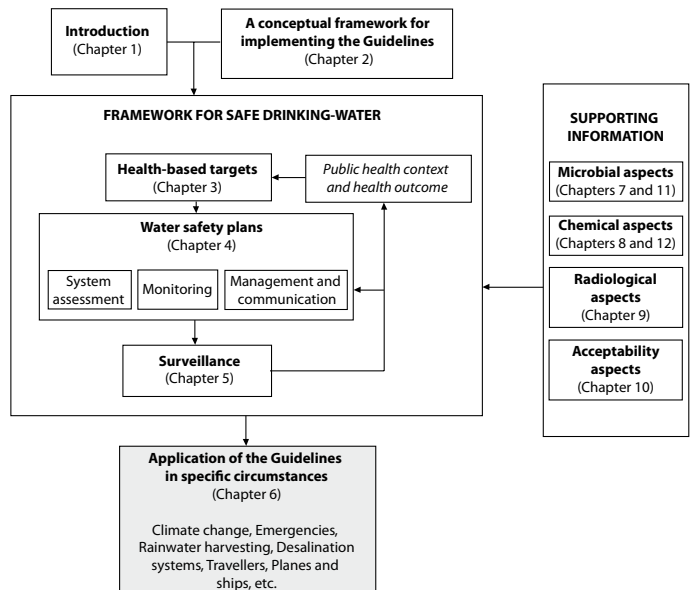 Introduction
(Chapter 1)
A conceptual framework for
implementing the Guidelines
(Chapter 2)
FRAMEWORK FOR SAFE DRINKING-WATER
Health-based targets
(Chapter 3)
Public health context
and health outcome
Water safety plans
(Chapter 4)
System
assessment
Monitoring
Management and
communication
Surveillance
(Chapter 5)
SUPPORTING
INFORMATION
Microbial aspects
(Chapters 7 and 11)
Chemical aspects
(Chapters 8 and 12)
Radiological
aspects
(Chapter 9)
Acceptability
aspects
(Chapter 10)
Application of the Guidelines
in specific circumstances
(Chapter 6)
Climate change, Emergencies,
Rainwater harvesting, Desalination
systems, Travellers, Planes and
ships, etc.